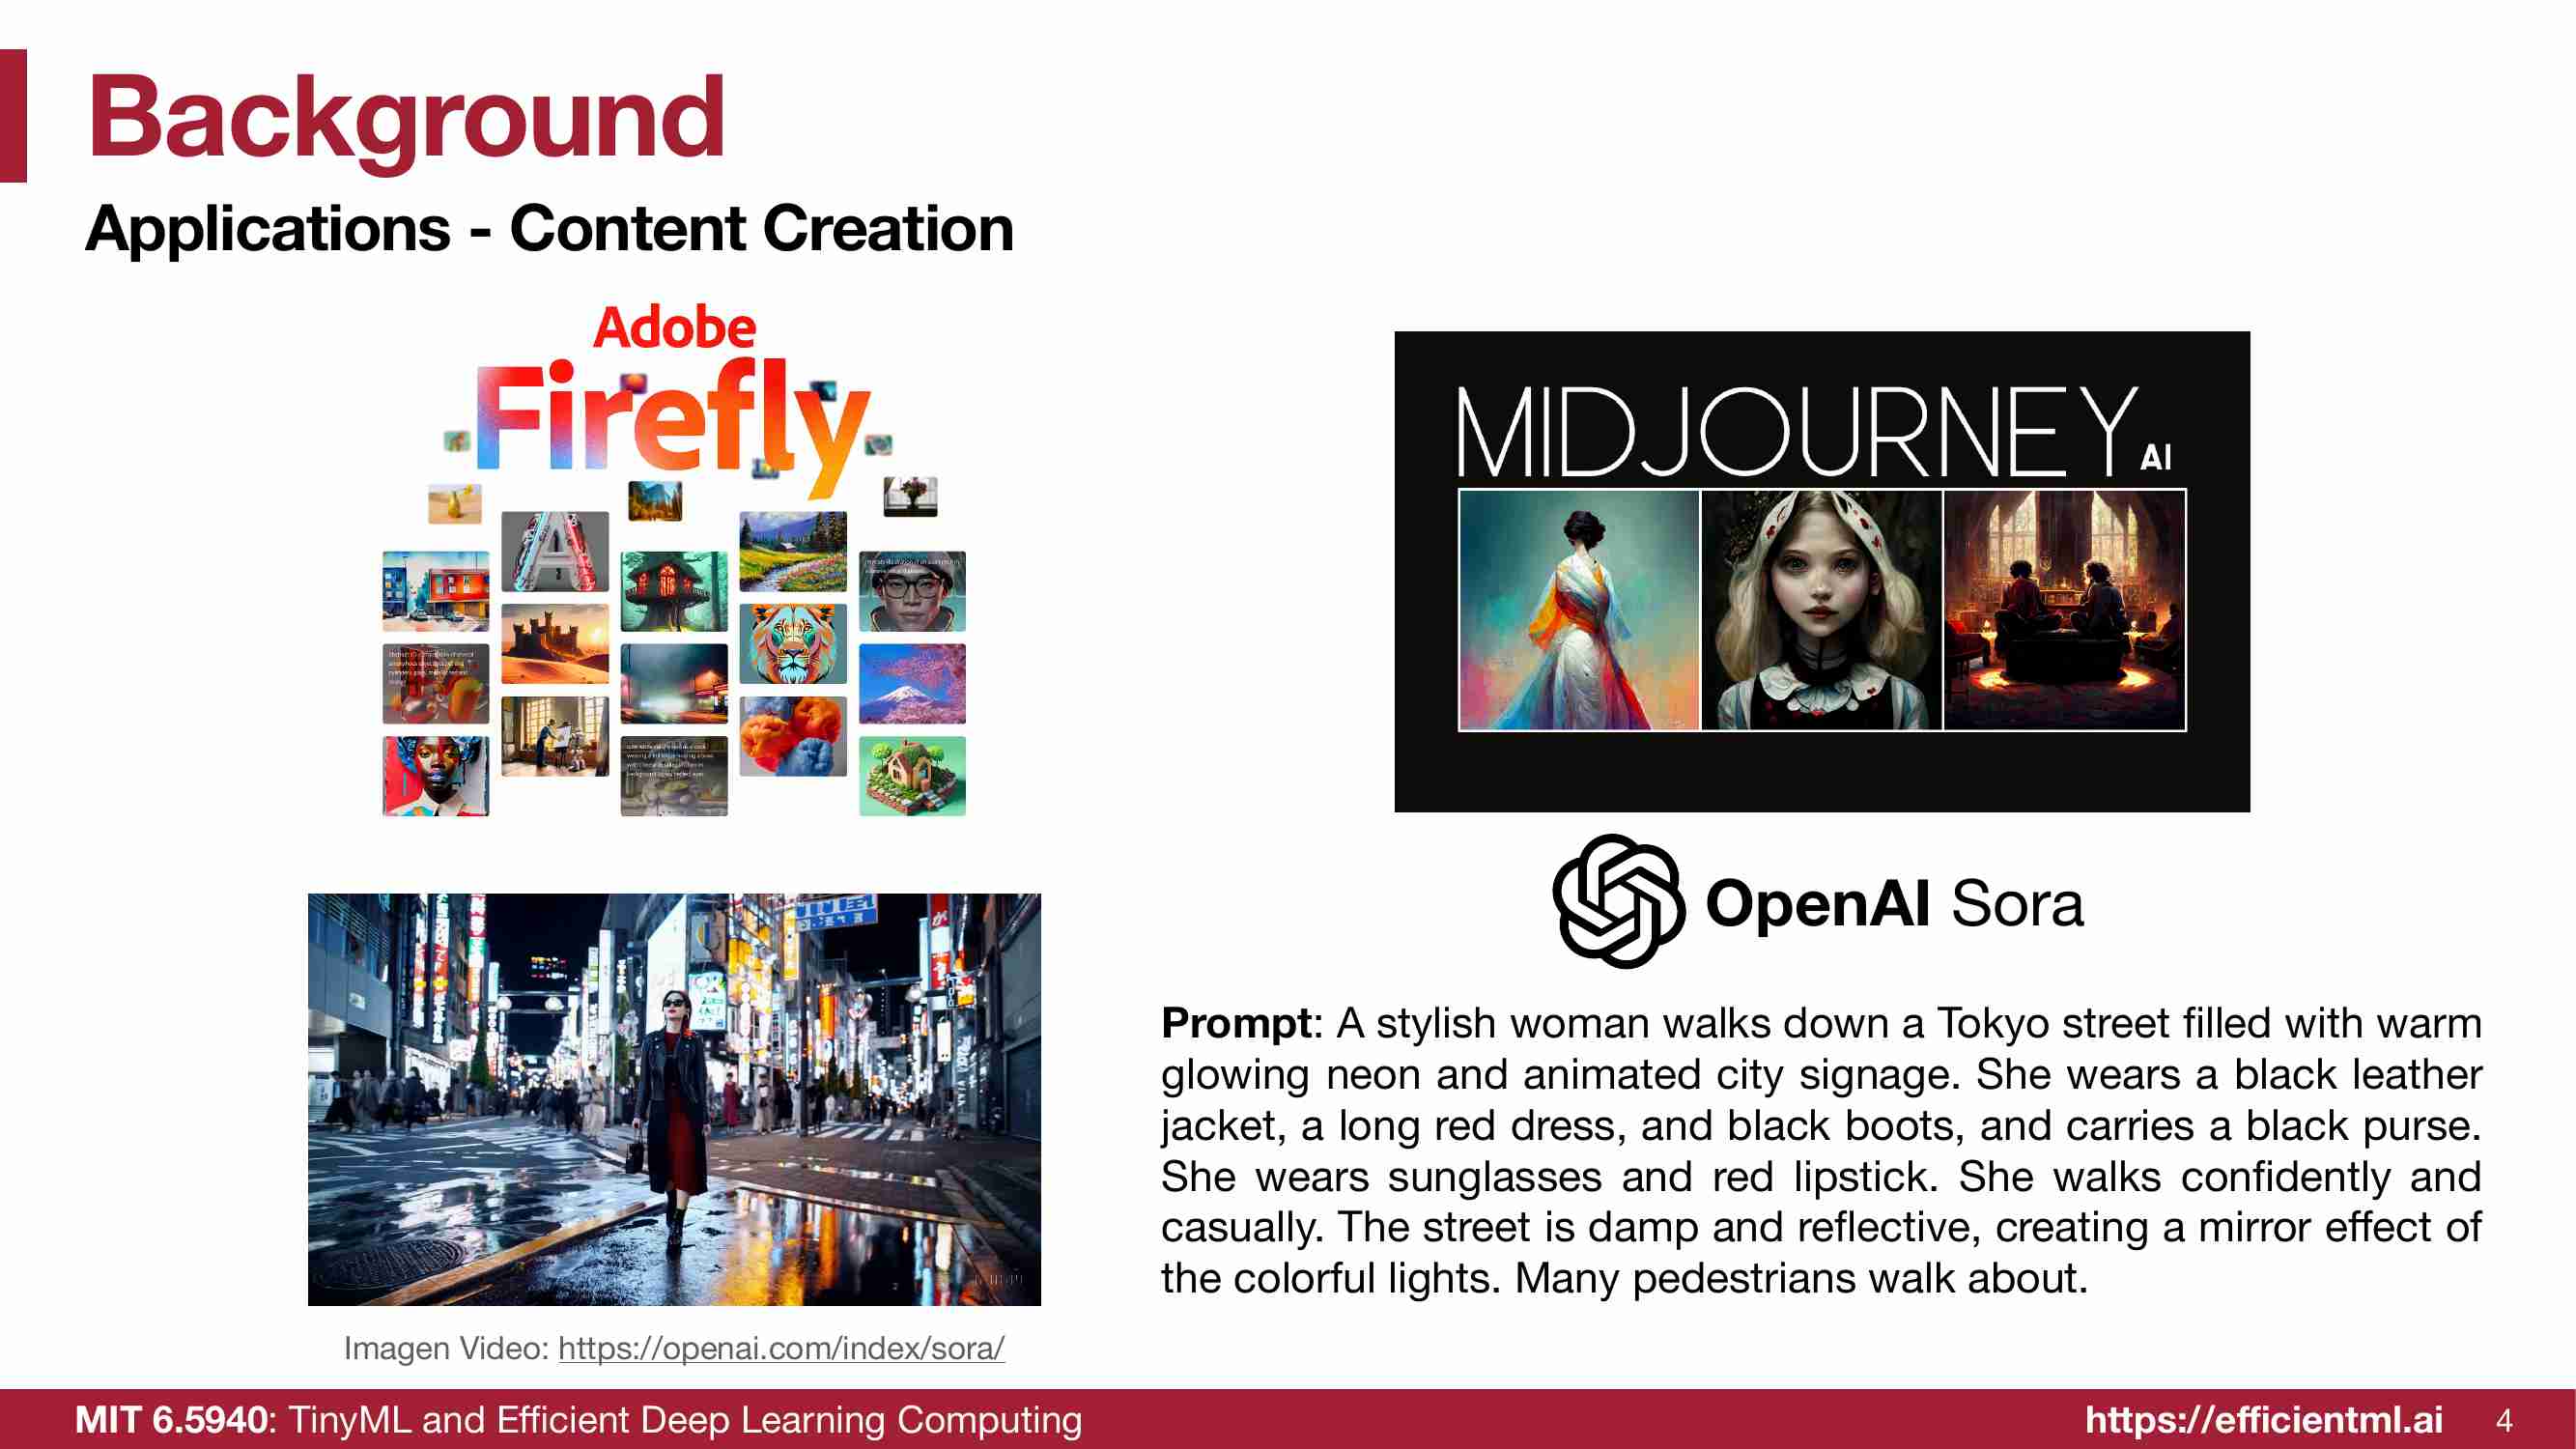 Background
Applications - Content Creation
Adobe
Firefly
MIDJOURNEY AI
OpenAI Sora
Prompt: A stylish woman walks down a Tokyo street filled with warm
glowing neon and animated city signage. She wears a black leather
jacket, a long red dress, and black boots, and carries a black purse.
She wears sunglasses and red lipstick. She walks confidently and
casually. The street is damp and reflective, creating a mirror effect of
the colorful lights. Many pedestrians walk about.
Imagen Video: https://openai.com/index/sora/
MIT 6.5940: TinyML and Efficient Deep Learning Computing
https://efficientml.ai
4